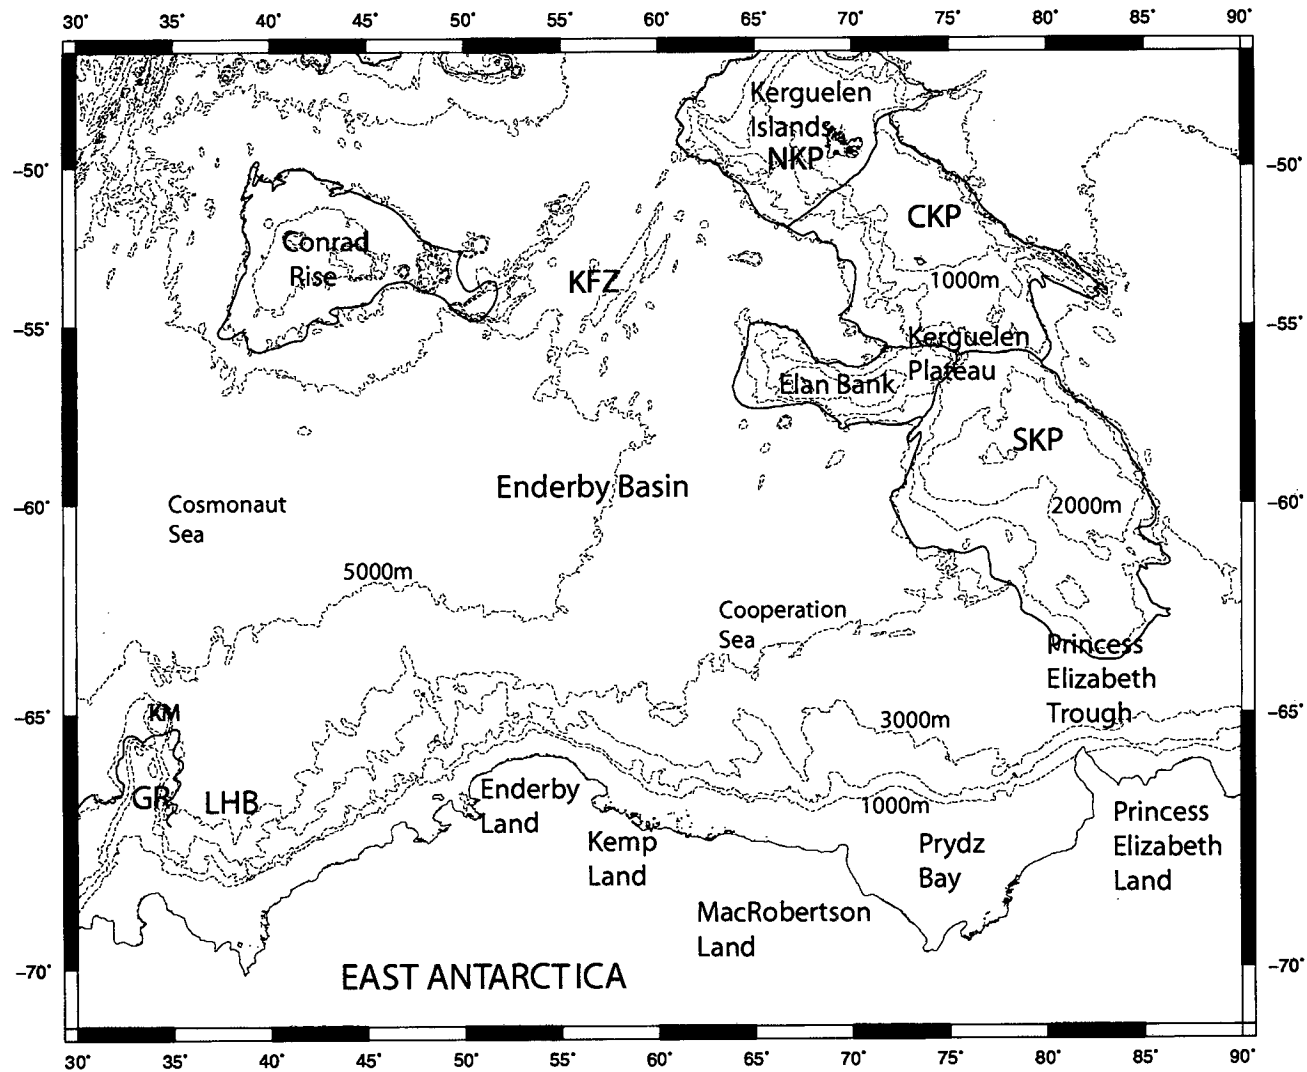 30° 35° 40° 45° 50° 55° 60° 65° 70° 75° 80° 85° 90°
Kerguelen
Islands
NKP
−50° −50°
CKP
Conrad
Rise
KFZ
1000m
−55° −55°
Kerguelen
Plateau
Elan Bank
SKP
Enderby Basin
−60° −60°
Cosmonaut
Sea
2000m
5000m
Cooperation
Sea
Princess
Elizabeth
Trough
−65° −65°
KM
3000m
GR
LHB
Enderby
Land
1000m
Kemp
Land
Prydz
Bay
Princess
Elizabeth
Land
MacRobertson
Land
−70° −70°
EAST ANTARCTICA
30° 35° 40° 45° 50° 55° 60° 65° 70° 75° 80° 85° 90°